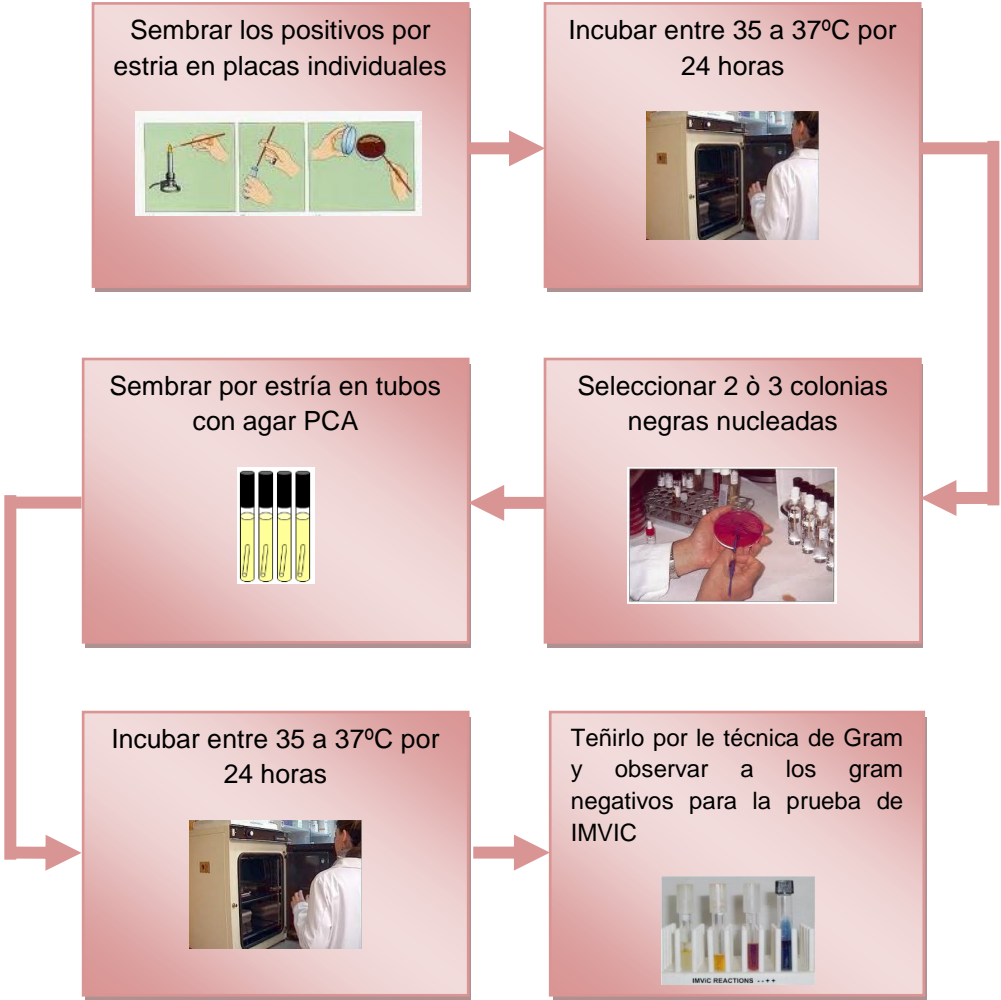 Sembrar los positivos por
estria en placas individuales
Incubar entre 35 a 37ºC por
24 horas
Seleccionar 2 ò 3 colonias
negras nucleadas
Sembrar por estría en tubos
con agar PCA
Incubar entre 35 a 37ºC por
24 horas
Teñirlo por le técnica de Gram
y observar a los gram
negativos para la prueba de
IMVIC
IMViC REACTIONS - - + +